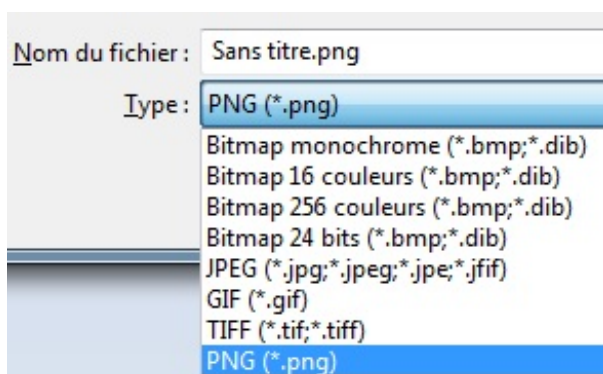 Nom du fichier : Sans titre.png
Type : PNG (*.png)
Bitmap monochrome (*.bmp;*.dib)
Bitmap 16 couleurs (*.bmp;*.dib)
Bitmap 256 couleurs (*.bmp;*.dib)
Bitmap 24 bits (*.bmp;*.dib)
JPEG (*.jpg;*.jpeg;*.jpe;*.jfif)
GIF (*.gif)
TIFF (*.tif;*.tiff)
PNG (*.png)